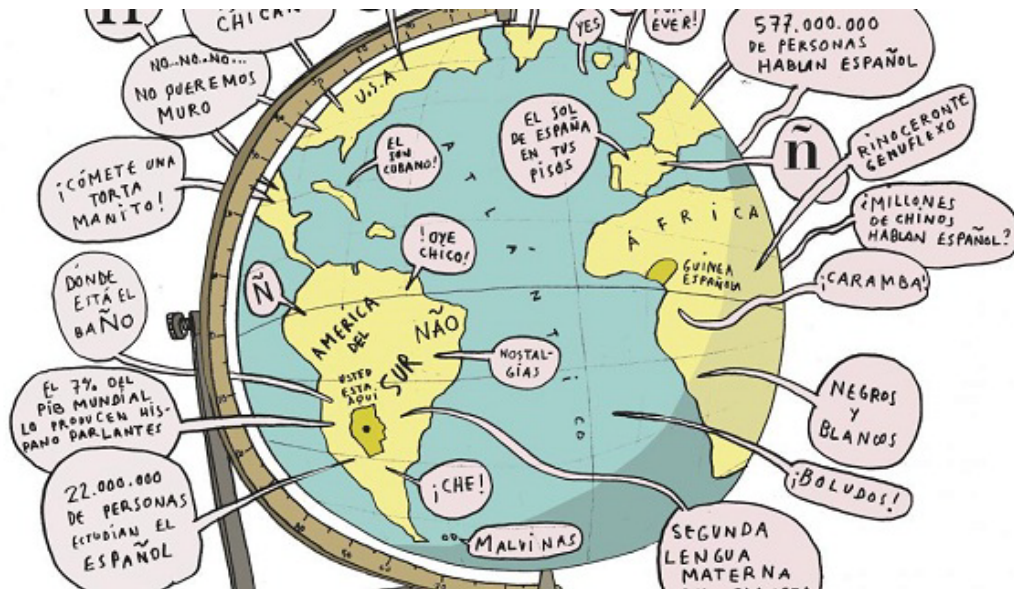 CHICAN
YES
EVER!
577.000.000
DE PERSONAS
HABLAN ESPAÑOL
NO...NO...NO...
NO QUEREMOS
MURO
U.S.A
EL
SON
CUBANO!
EL SOL
DE ESPAÑA
EN TUS
PISOS
ñ
RINOCERONTE
GENUFLEXO
¡CÓMETE UNA
TORTA
MANITO!
ATLÁNTICO
ÁFRICA
¿MILLONES
DE CHINOS
HABLAN ESPAÑOL?
!OYE
CHICO!
GUINEA
ESPAÑOLA
DÓNDE
ESTÁ EL
BAÑO
Ñ
¡CARAMBA!
AMERICA
DEL
SUR
NÃO
NOSTAL-
GÍAS
USTED
ESTA
AQUÍ
EL 7% DEL
PIB MUNDIAL
LO PRODUCEN HIS-
PANO PARLANTES
NEGROS
Y
BLANCOS
22.000.000
DE PERSONAS
ESTUDIAN EL
ESPAÑOL
¡CHE!
¡BOLUDOS!
MALVINAS
SEGUNDA
LENGUA
MATERNA